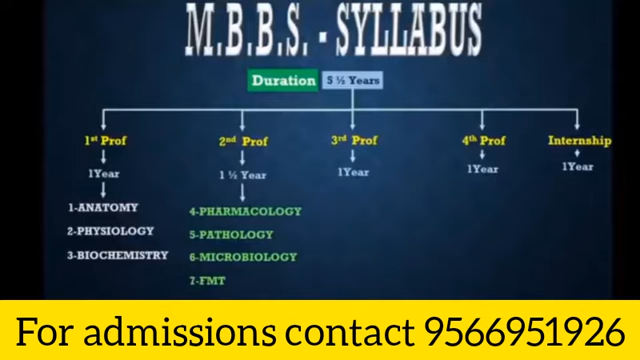 M.B.B.S. - SYLLABUS
Duration 5 ½ Years
1st Prof 2nd Prof 3rd Prof 4th Prof Internship
1Year 1 ½ Year 1Year 1Year 1Year
1-ANATOMY
2-PHYSIOLOGY
3-BIOCHEMISTRY
4-PHARMACOLOGY
5-PATHOLOGY
6-MICROBIOLOGY
7-FMT
For admissions contact 9566951926